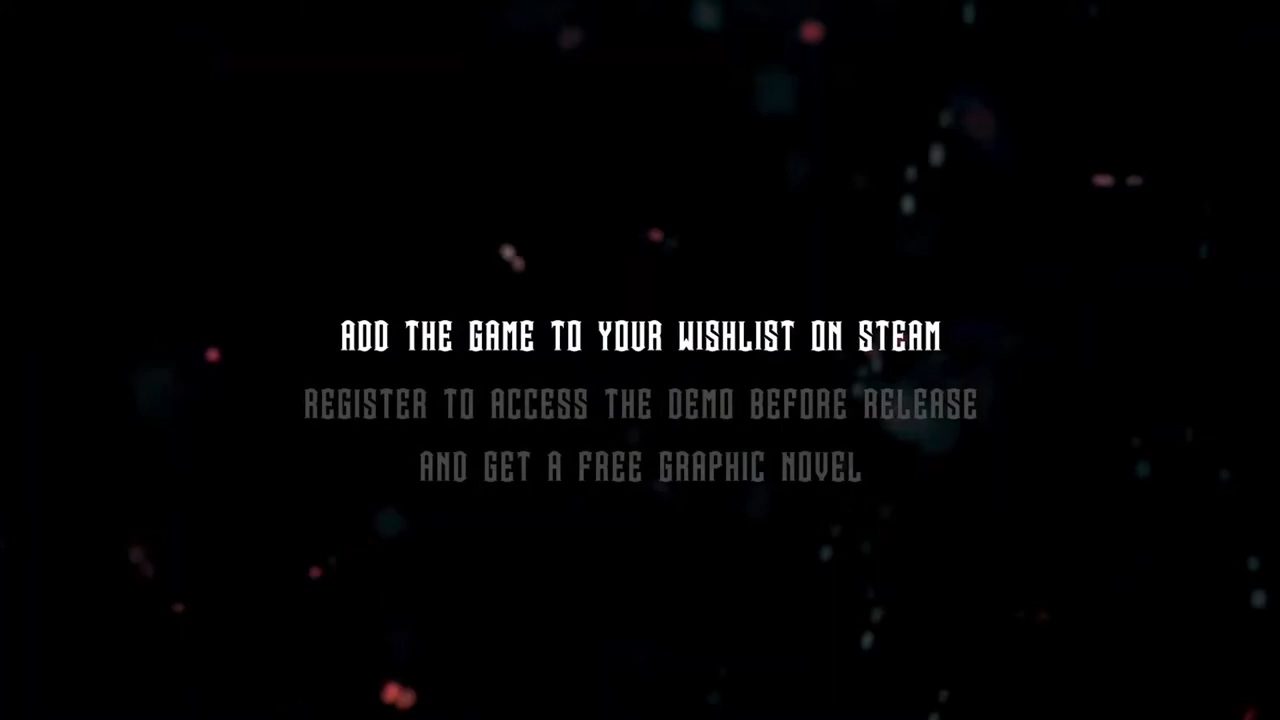 ADD THE GAME TO YOUR WISHLIST ON STEAM
REGISTER TO ACCESS THE DEMO BEFORE RELEASE
AND GET A FREE GRAPHIC NOVEL